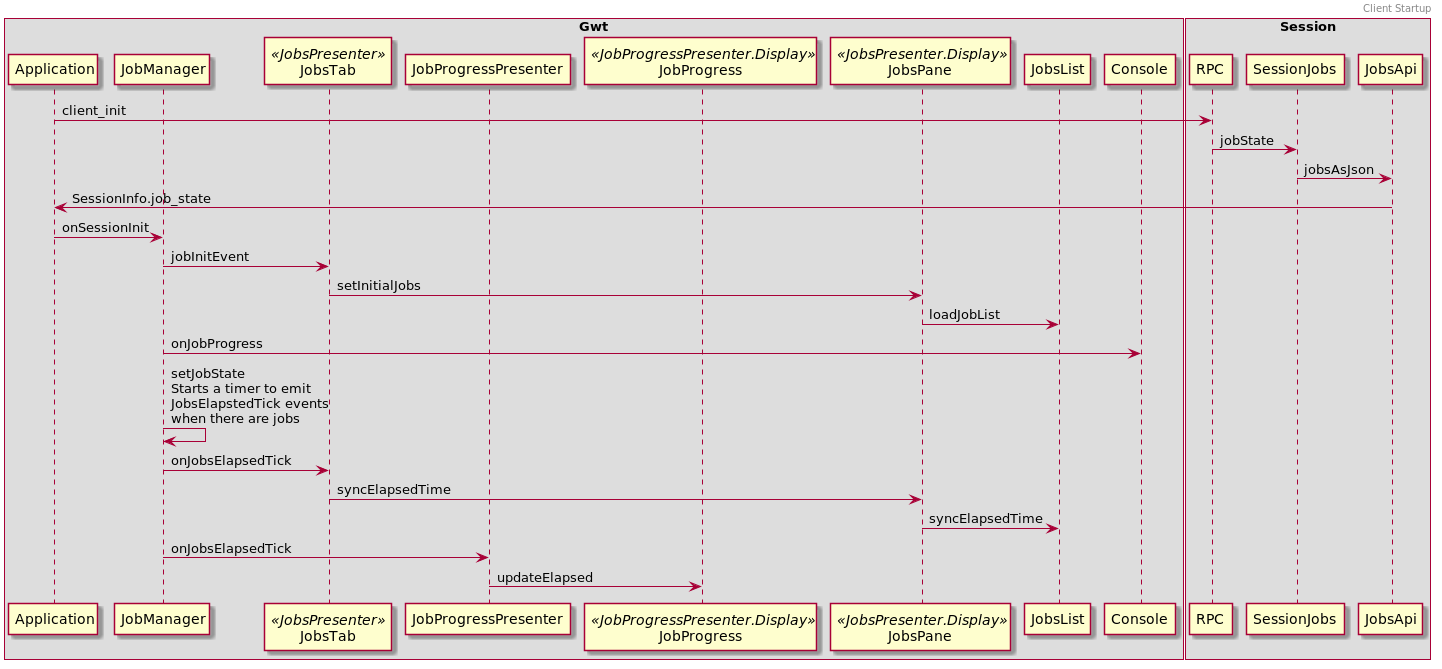 Client Startup
Gwt
Session
Application
JobManager
«JobsPresenter»
JobsTab
JobProgressPresenter
«JobProgressPresenter.Display»
JobProgress
«JobsPresenter.Display»
JobsPane
JobsList
Console
RPC
SessionJobs
JobsApi
client_init
jobState
jobsAsJson
SessionInfo.job_state
onSessionInit
jobInitEvent
setInitialJobs
loadJobList
onJobProgress
setJobState
Starts a timer to emit
JobsElapstedTick events
when there are jobs
onJobsElapsedTick
syncElapsedTime
syncElapsedTime
onJobsElapsedTick
updateElapsed
Application
JobManager
«JobsPresenter»
JobsTab
JobProgressPresenter
«JobProgressPresenter.Display»
JobProgress
«JobsPresenter.Display»
JobsPane
JobsList
Console
RPC
SessionJobs
JobsApi